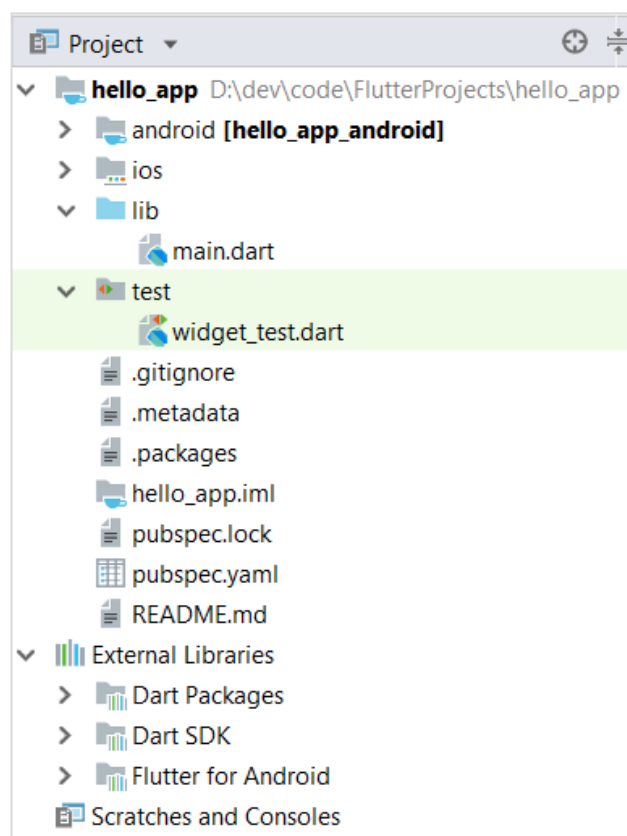 Project
hello_app D:\dev\code\FlutterProjects\hello_app
android [hello_app_android]
ios
lib
main.dart
test
widget_test.dart
.gitignore
.metadata
.packages
hello_app.iml
pubspec.lock
pubspec.yaml
README.md
External Libraries
Dart Packages
Dart SDK
Flutter for Android
Scratches and Consoles